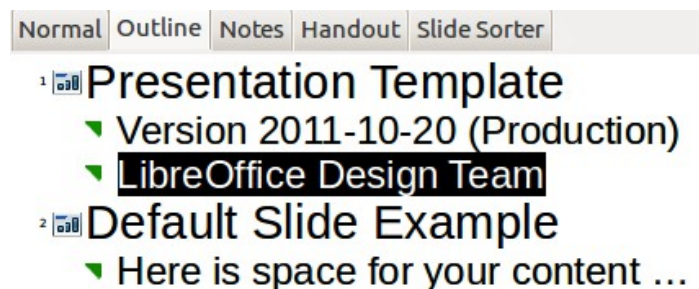 Normal Outline Notes Handout Slide Sorter
1 Presentation Template
Version 2011-10-20 (Production)
LibreOffice Design Team
2 Default Slide Example
Here is space for your content …